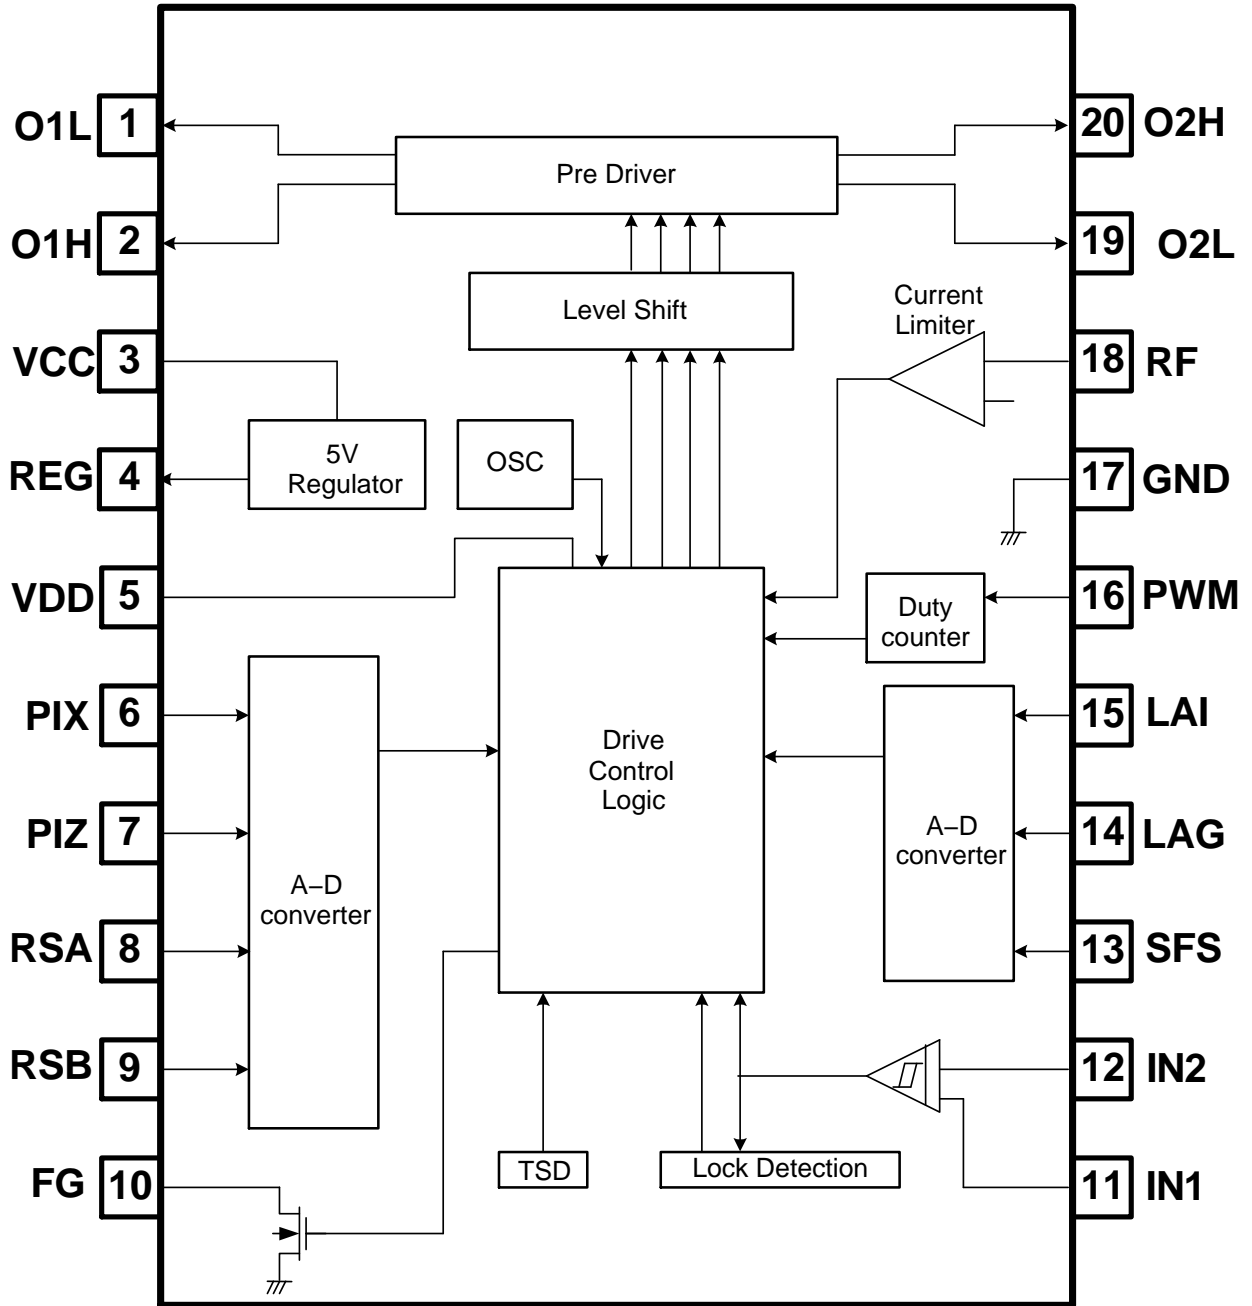 O1L 1
O1H 2
VCC 3
REG 4
VDD 5
PIX 6
PIZ 7
RSA 8
RSB 9
FG 10
Pre Driver
Level Shift
Current
Limiter
5V
Regulator
OSC
Duty
counter
Drive
Control
Logic
A–D
converter
A–D
converter
TSD
Lock Detection
20 O2H
19 O2L
18 RF
17 GND
16 PWM
15 LAI
14 LAG
13 SFS
12 IN2
11 IN1